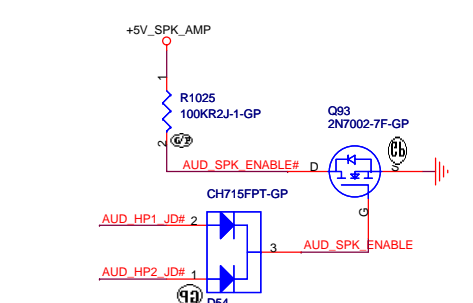 +5V_SPK_AMP
1
R1025
100KR2J-1-GP
2
Q93
2N7002-7F-GP
AUD_SPK_ENABLE#
D
S
G
CH715FPT-GP
AUD_HP1_JD#
2
3
AUD_SPK_ENABLE
AUD_HP2_JD#
1
D54